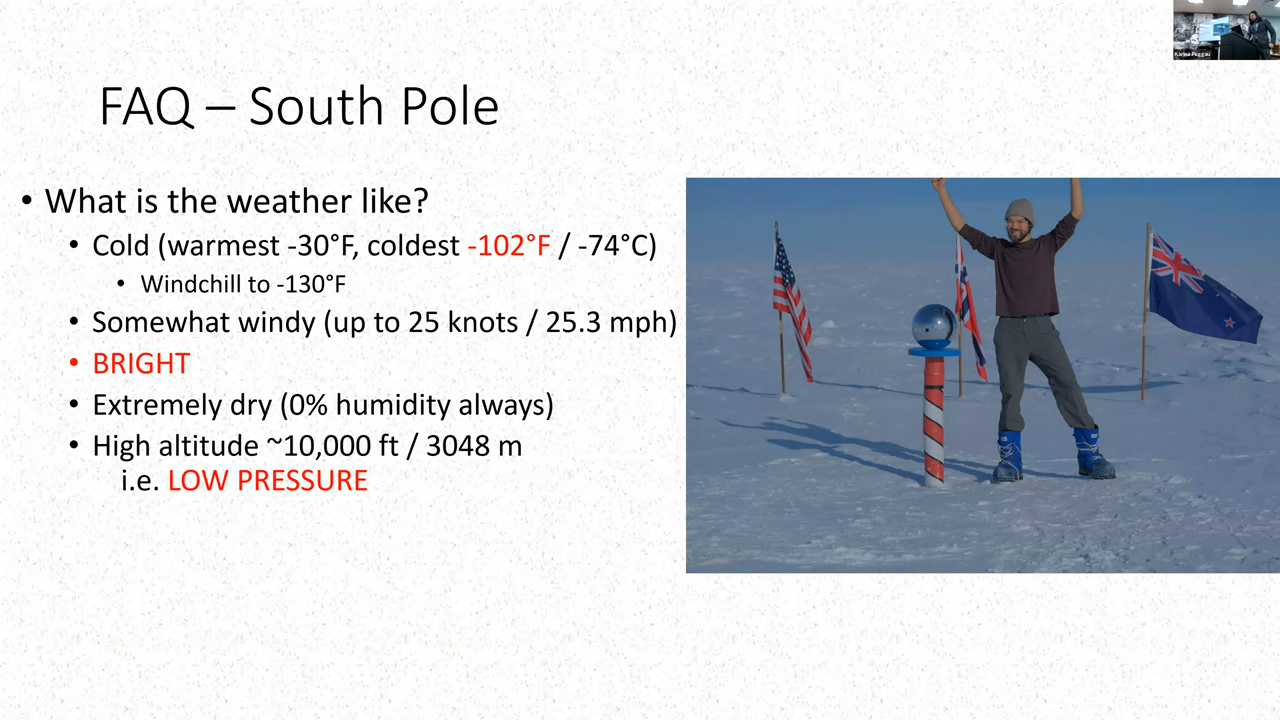 FAQ – South Pole
• What is the weather like?
• Cold (warmest -30°F, coldest -102°F / -74°C)
• Windchill to -130°F
• Somewhat windy (up to 25 knots / 25.3 mph)
• BRIGHT
• Extremely dry (0% humidity always)
• High altitude ~10,000 ft / 3048 m
i.e. LOW PRESSURE